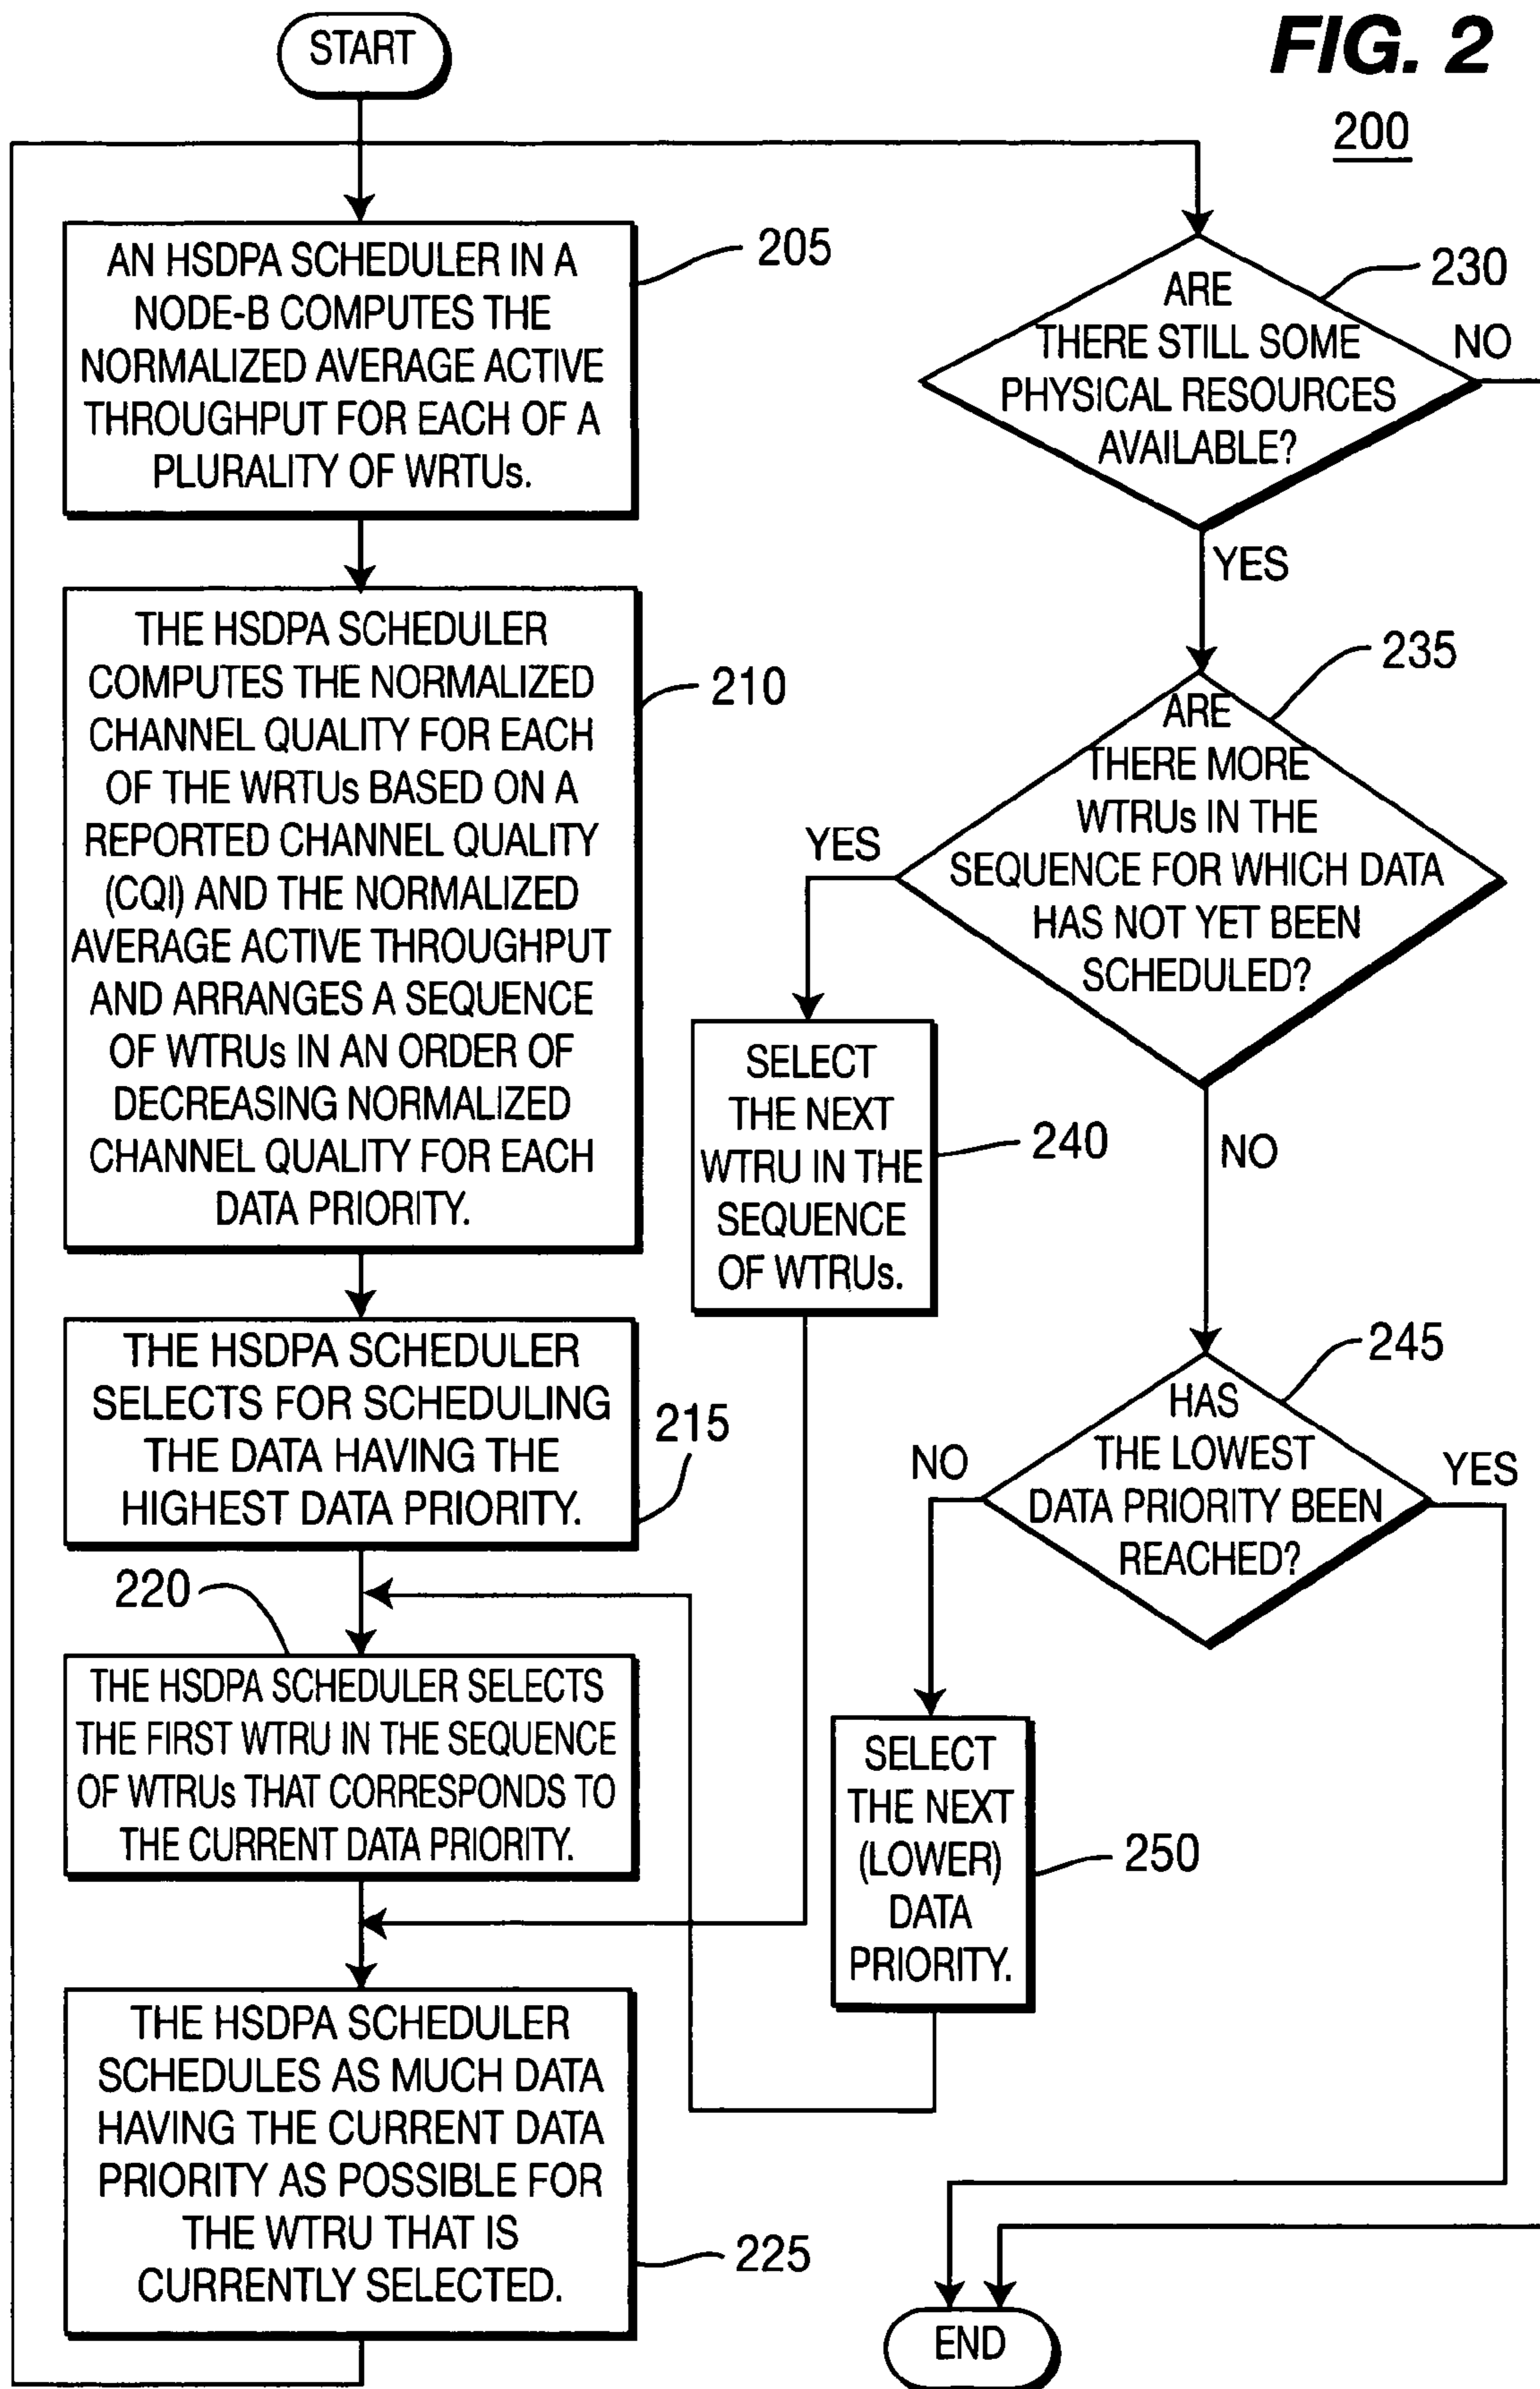 FIG. 2
200
START
AN HSDPA SCHEDULER IN A
NODE-B COMPUTES THE
NORMALIZED AVERAGE ACTIVE
THROUGHPUT FOR EACH OF A
PLURALITY OF WRTUs.
205
THE HSDPA SCHEDULER
COMPUTES THE NORMALIZED
CHANNEL QUALITY FOR EACH
OF THE WRTUs BASED ON A
REPORTED CHANNEL QUALITY
(CQI) AND THE NORMALIZED
AVERAGE ACTIVE THROUGHPUT
AND ARRANGES A SEQUENCE
OF WTRUs IN AN ORDER OF
DECREASING NORMALIZED
CHANNEL QUALITY FOR EACH
DATA PRIORITY.
210
THE HSDPA SCHEDULER
SELECTS FOR SCHEDULING
THE DATA HAVING THE
HIGHEST DATA PRIORITY.
215
220
THE HSDPA SCHEDULER SELECTS
THE FIRST WTRU IN THE SEQUENCE
OF WTRUs THAT CORRESPONDS TO
THE CURRENT DATA PRIORITY.
THE HSDPA SCHEDULER
SCHEDULES AS MUCH DATA
HAVING THE CURRENT DATA
PRIORITY AS POSSIBLE FOR
THE WTRU THAT IS
CURRENTLY SELECTED.
225
ARE
THERE STILL SOME
PHYSICAL RESOURCES
AVAILABLE?
230
NO
YES
ARE
THERE MORE
WTRUs IN THE
SEQUENCE FOR WHICH DATA
HAS NOT YET BEEN
SCHEDULED?
235
YES
NO
SELECT
THE NEXT
WTRU IN THE
SEQUENCE
OF WTRUs.
240
HAS
THE LOWEST
DATA PRIORITY BEEN
REACHED?
245
NO
YES
SELECT
THE NEXT
(LOWER)
DATA
PRIORITY.
250
END